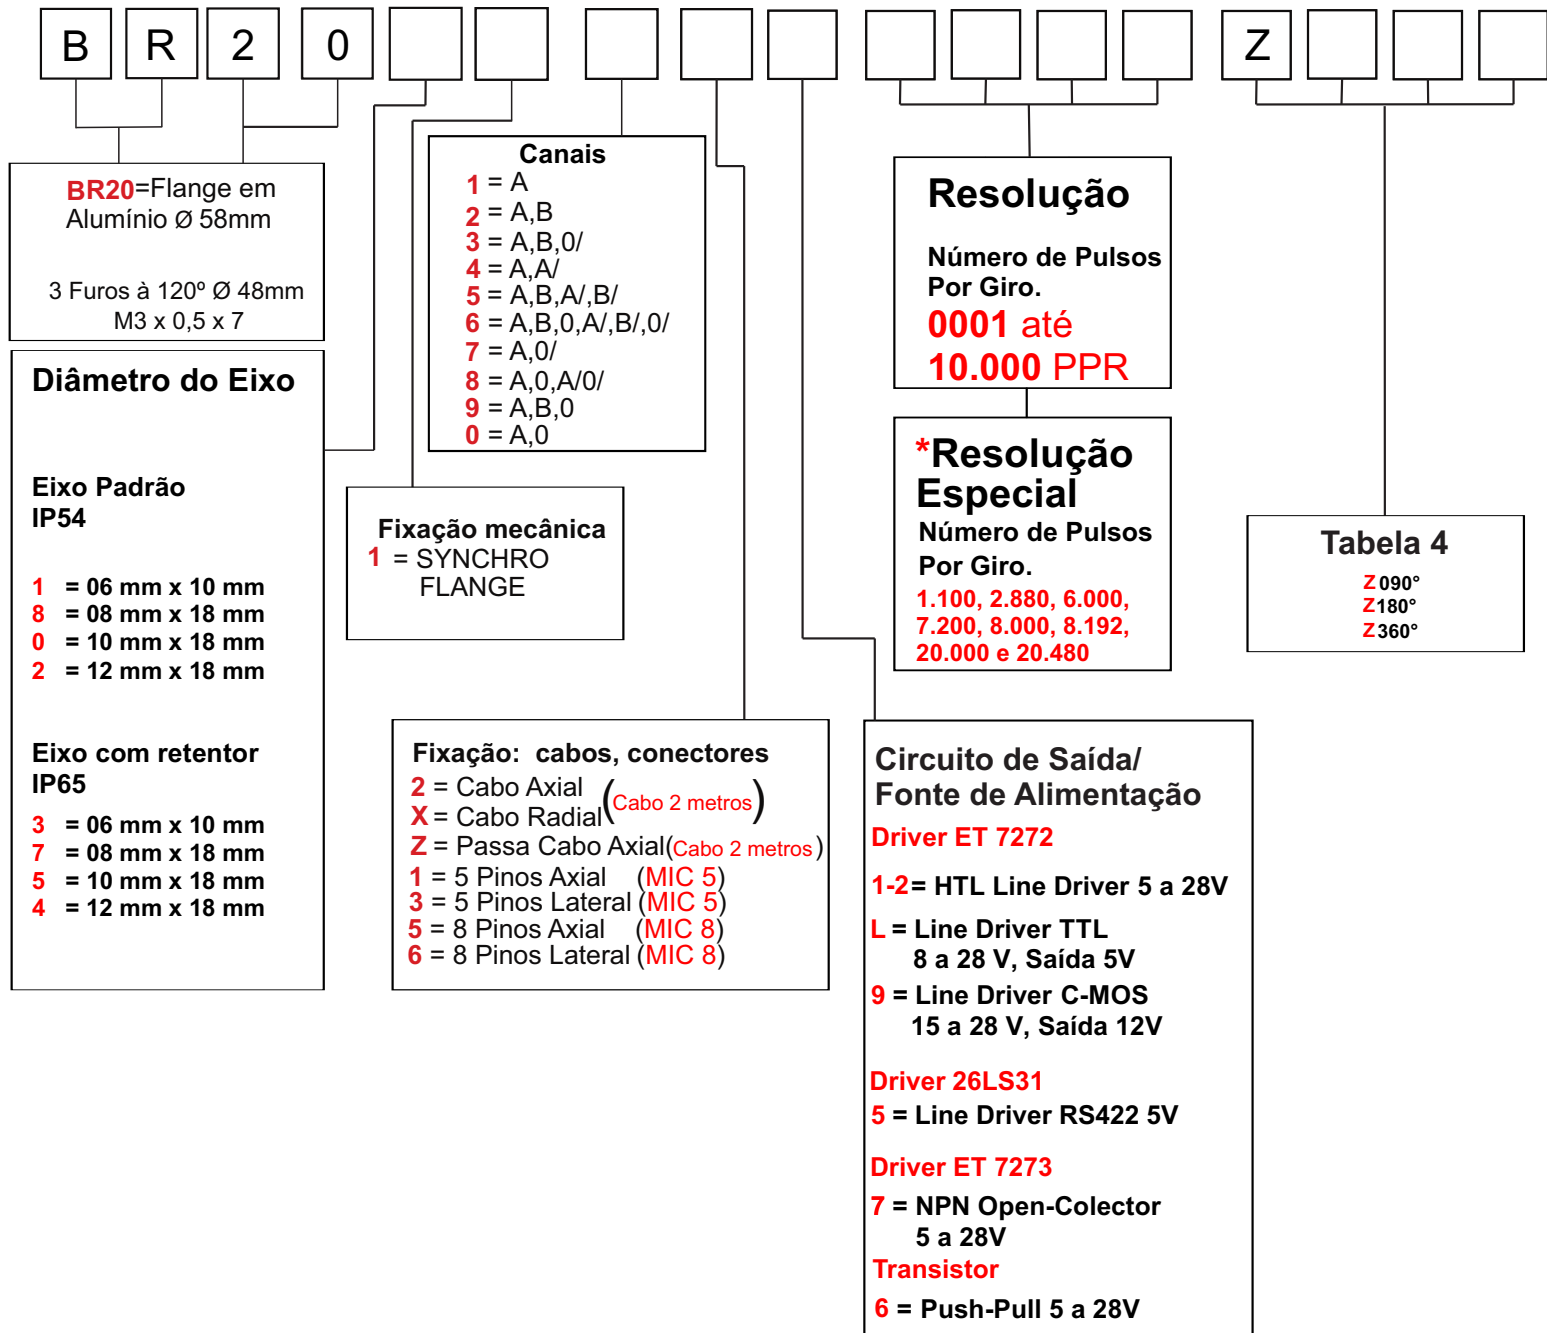 B R 2 0 Z
BR20=Flange em
Alumínio Ø 58mm
3 Furos à 120º Ø 48mm
M3 x 0,5 x 7
Diâmetro do Eixo
Eixo Padrão
IP54
1 = 06 mm x 10 mm
8 = 08 mm x 18 mm
0 = 10 mm x 18 mm
2 = 12 mm x 18 mm
Eixo com retentor
IP65
3 = 06 mm x 10 mm
7 = 08 mm x 18 mm
5 = 10 mm x 18 mm
4 = 12 mm x 18 mm
Canais
1 = A
2 = A,B
3 = A,B,0/
4 = A,A/
5 = A,B,A/,B/
6 = A,B,0,A/,B/,0/
7 = A,0/
8 = A,0,A/0/
9 = A,B,0
0 = A,0
Fixação mecânica
1 = SYNCHRO
FLANGE
Fixação: cabos, conectores
2 = Cabo Axial (Cabo 2 metros)
X = Cabo Radial
Z = Passa Cabo Axial(Cabo 2 metros)
1 = 5 Pinos Axial (MIC 5)
3 = 5 Pinos Lateral (MIC 5)
5 = 8 Pinos Axial (MIC 8)
6 = 8 Pinos Lateral (MIC 8)
Resolução
Número de Pulsos
Por Giro.
0001 até
10.000 PPR
*Resolução
Especial
Número de Pulsos
Por Giro.
1.100, 2.880, 6.000,
7.200, 8.000, 8.192,
20.000 e 20.480
Circuito de Saída/
Fonte de Alimentação
Driver ET 7272
1-2= HTL Line Driver 5 a 28V
L = Line Driver TTL
8 a 28 V, Saída 5V
9 = Line Driver C-MOS
15 a 28 V, Saída 12V
Driver 26LS31
5 = Line Driver RS422 5V
Driver ET 7273
7 = NPN Open-Colector
5 a 28V
Transistor
6 = Push-Pull 5 a 28V
Tabela 4
Z 090°
Z180°
Z360°